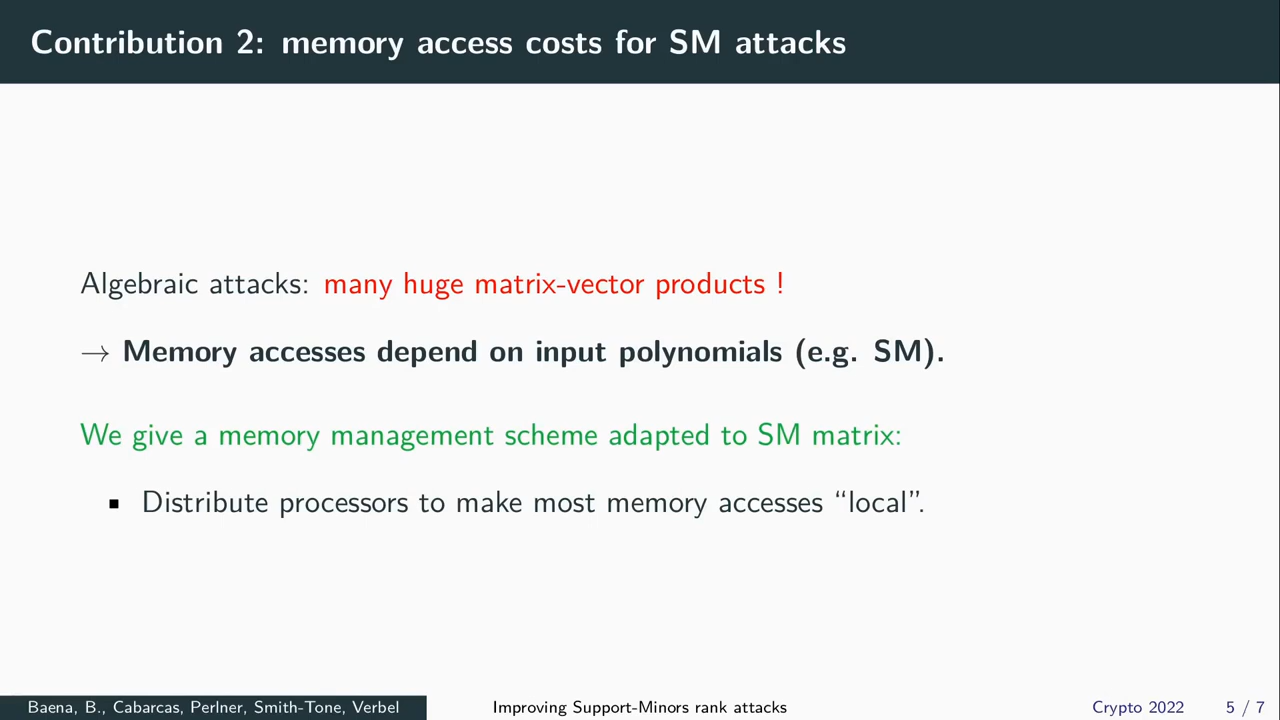 Contribution 2: memory access costs for SM attacks
Algebraic attacks: many huge matrix-vector products !
→ Memory accesses depend on input polynomials (e.g. SM).
We give a memory management scheme adapted to SM matrix:
▪ Distribute processors to make most memory accesses “local”.
Baena, B., Cabarcas, Perlner, Smith-Tone, Verbel
Improving Support-Minors rank attacks
Crypto 2022
5 / 7